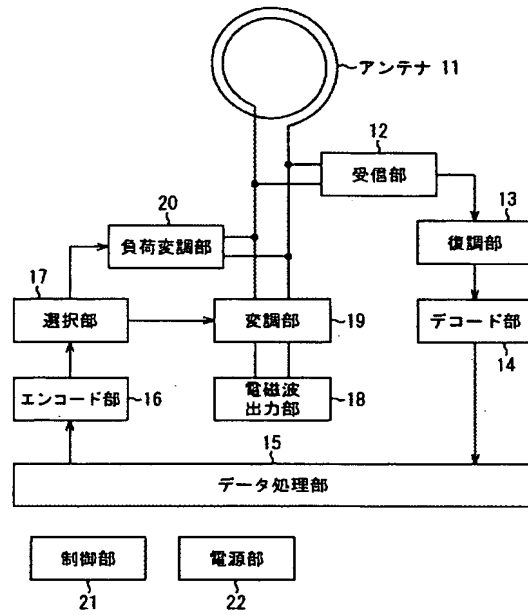 アンテナ 11
12
受信部
13
復調部
20
負荷変調部
17
選択部
変調部
19
デコード部
14
エンコード部
16
電磁波
出力部
18
15
データ処理部
制御部
21
電源部
22